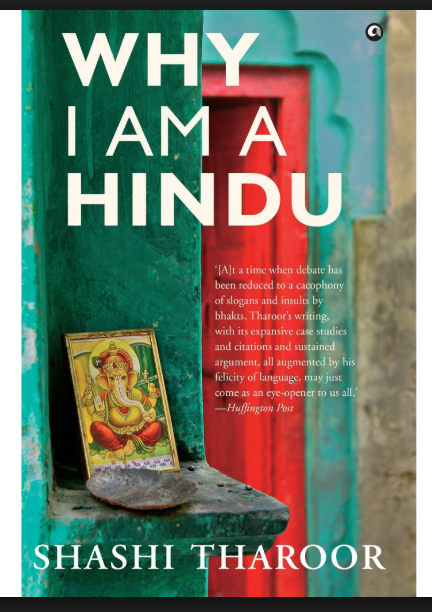 WHY
I AM A
HINDU
‘[A]t a time when debate has
been reduced to a cacophony
of slogans and insults by
bhakts, Tharoor’s writing,
with its expansive case studies
and citations and sustained
argument, all augmented by his
felicity of language, may just
come as an eye-opener to us all.’
—Huffington Post
SHASHI THAROOR